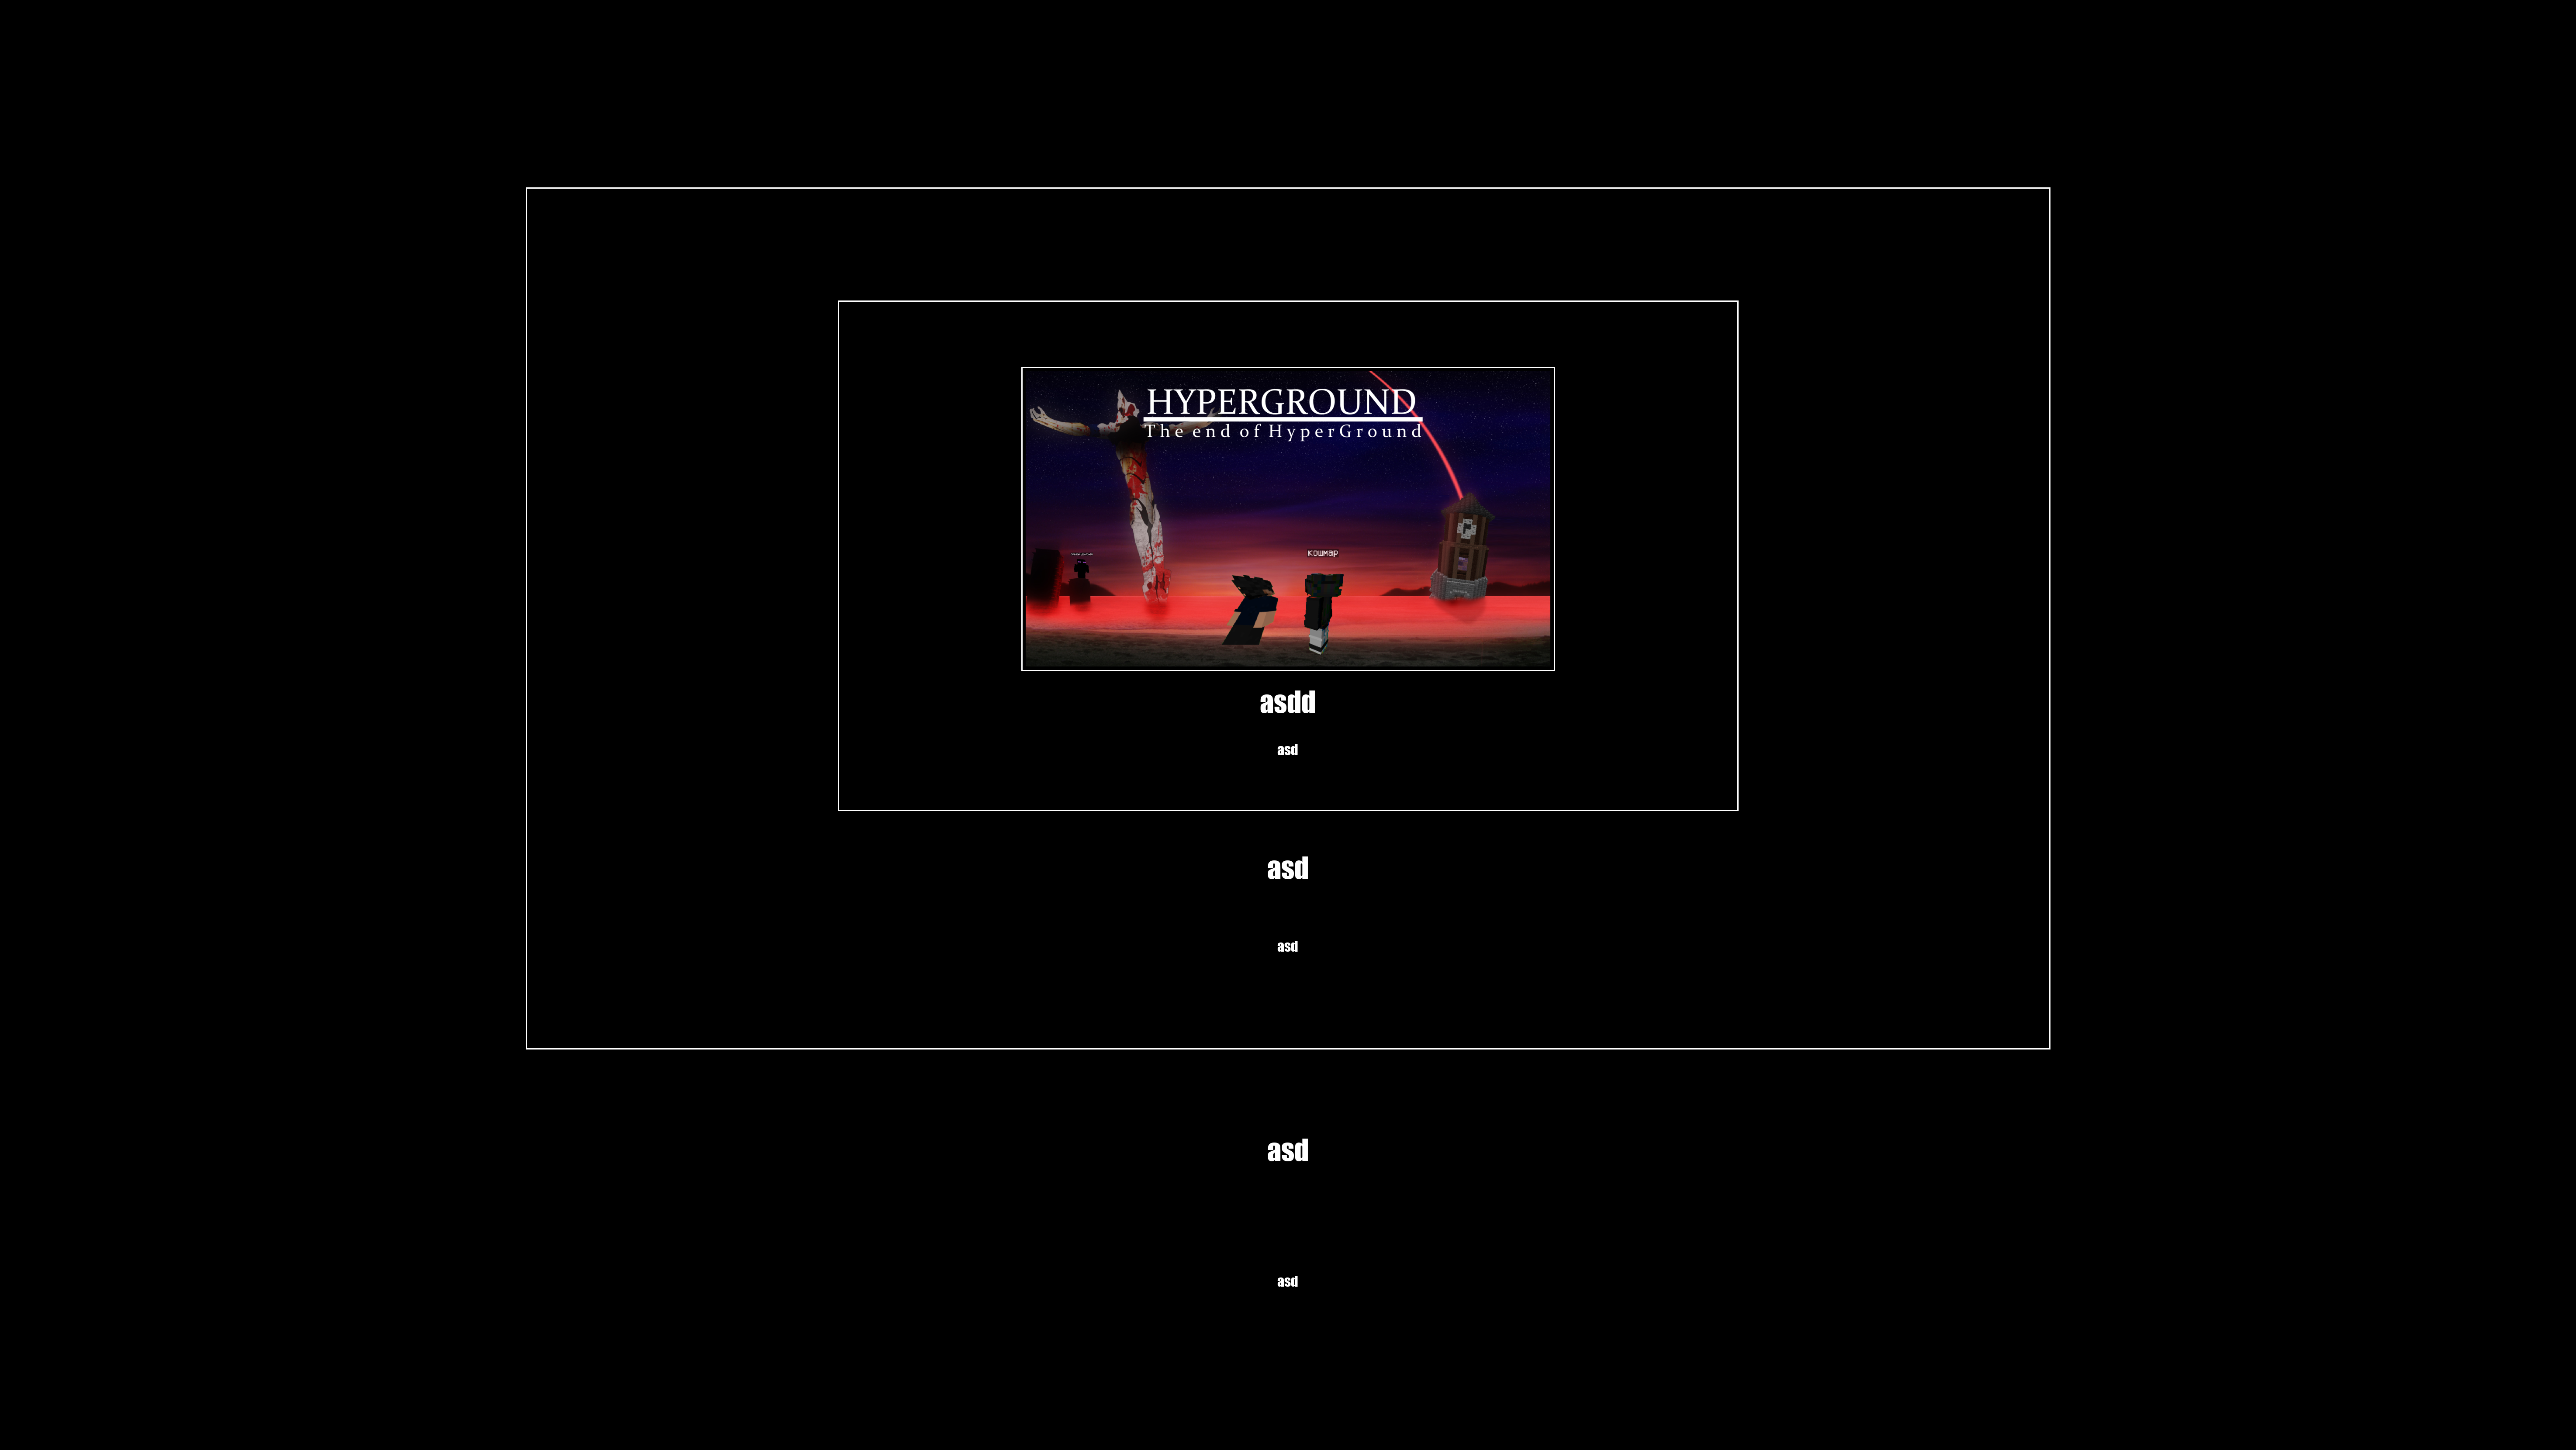 HYPERGROUND
The end of HyperGround
кошмар
asdd
asd
asd
asd
asd
asd